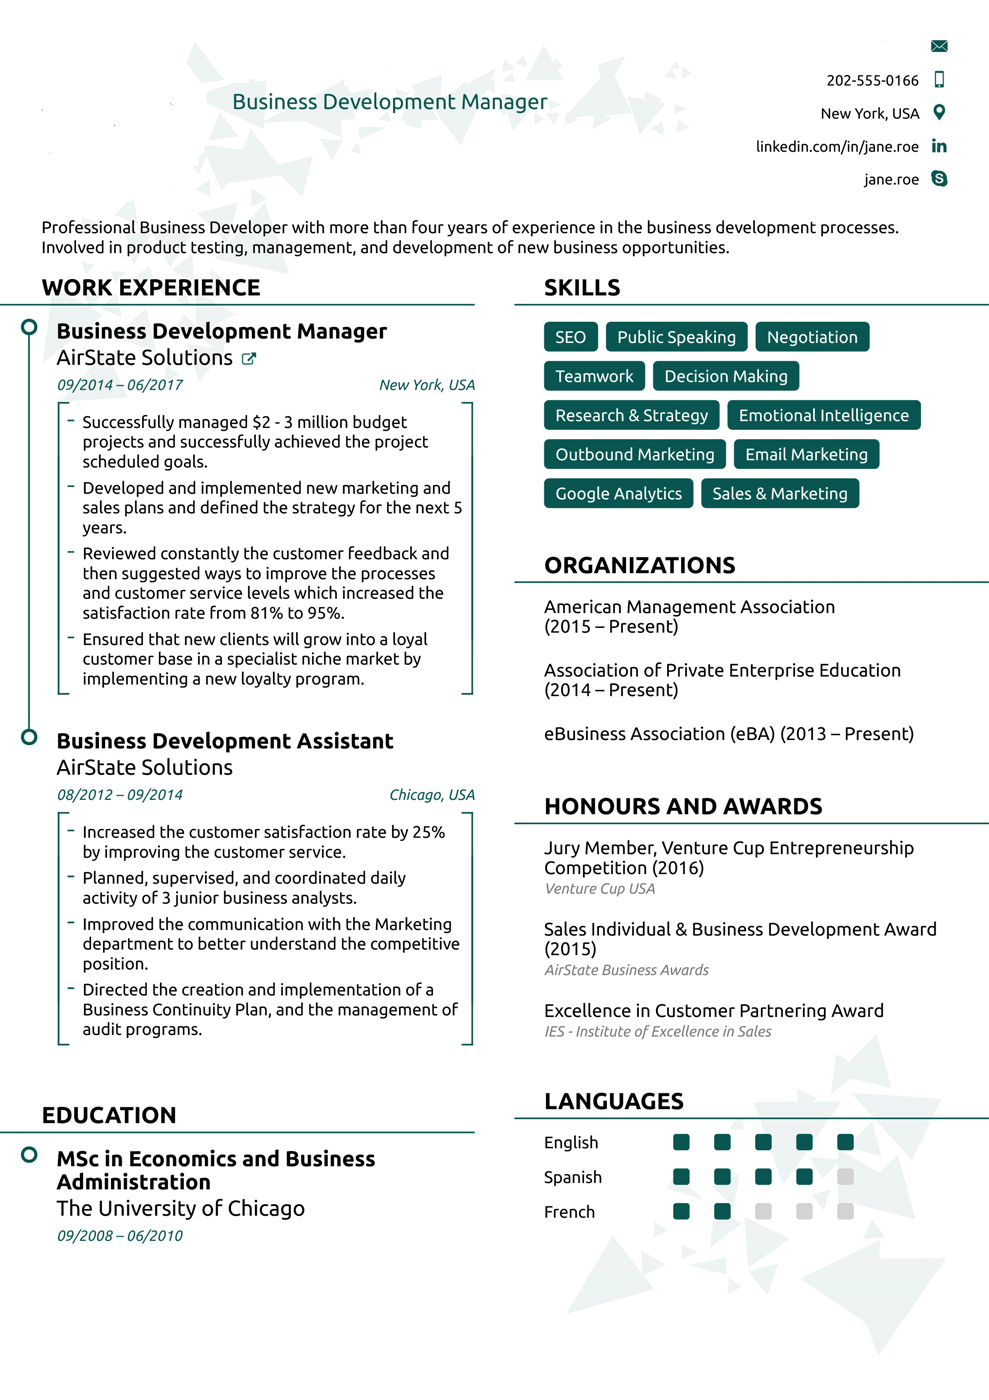 Business Development Manager
202-555-0166
New York, USA
linkedin.com/in/jane.roe
jane.roe
Professional Business Developer with more than four years of experience in the business development processes.
Involved in product testing, management, and development of new business opportunities.
WORK EXPERIENCE
Business Development Manager
AirState Solutions
09/2014 – 06/2017 New York, USA
– Successfully managed $2 - 3 million budget
projects and successfully achieved the project
scheduled goals.
– Developed and implemented new marketing and
sales plans and defined the strategy for the next 5
years.
– Reviewed constantly the customer feedback and
then suggested ways to improve the processes
and customer service levels which increased the
satisfaction rate from 81% to 95%.
– Ensured that new clients will grow into a loyal
customer base in a specialist niche market by
implementing a new loyalty program.
Business Development Assistant
AirState Solutions
08/2012 – 09/2014 Chicago, USA
– Increased the customer satisfaction rate by 25%
by improving the customer service.
– Planned, supervised, and coordinated daily
activity of 3 junior business analysts.
– Improved the communication with the Marketing
department to better understand the competitive
position.
– Directed the creation and implementation of a
Business Continuity Plan, and the management of
audit programs.
EDUCATION
MSc in Economics and Business
Administration
The University of Chicago
09/2008 – 06/2010
SKILLS
SEO Public Speaking Negotiation
Teamwork Decision Making
Research & Strategy Emotional Intelligence
Outbound Marketing Email Marketing
Google Analytics Sales & Marketing
ORGANIZATIONS
American Management Association
(2015 – Present)
Association of Private Enterprise Education
(2014 – Present)
eBusiness Association (eBA) (2013 – Present)
HONOURS AND AWARDS
Jury Member, Venture Cup Entrepreneurship
Competition (2016)
Venture Cup USA
Sales Individual & Business Development Award
(2015)
AirState Business Awards
Excellence in Customer Partnering Award
IES - Institute of Excellence in Sales
LANGUAGES
English
Spanish
French